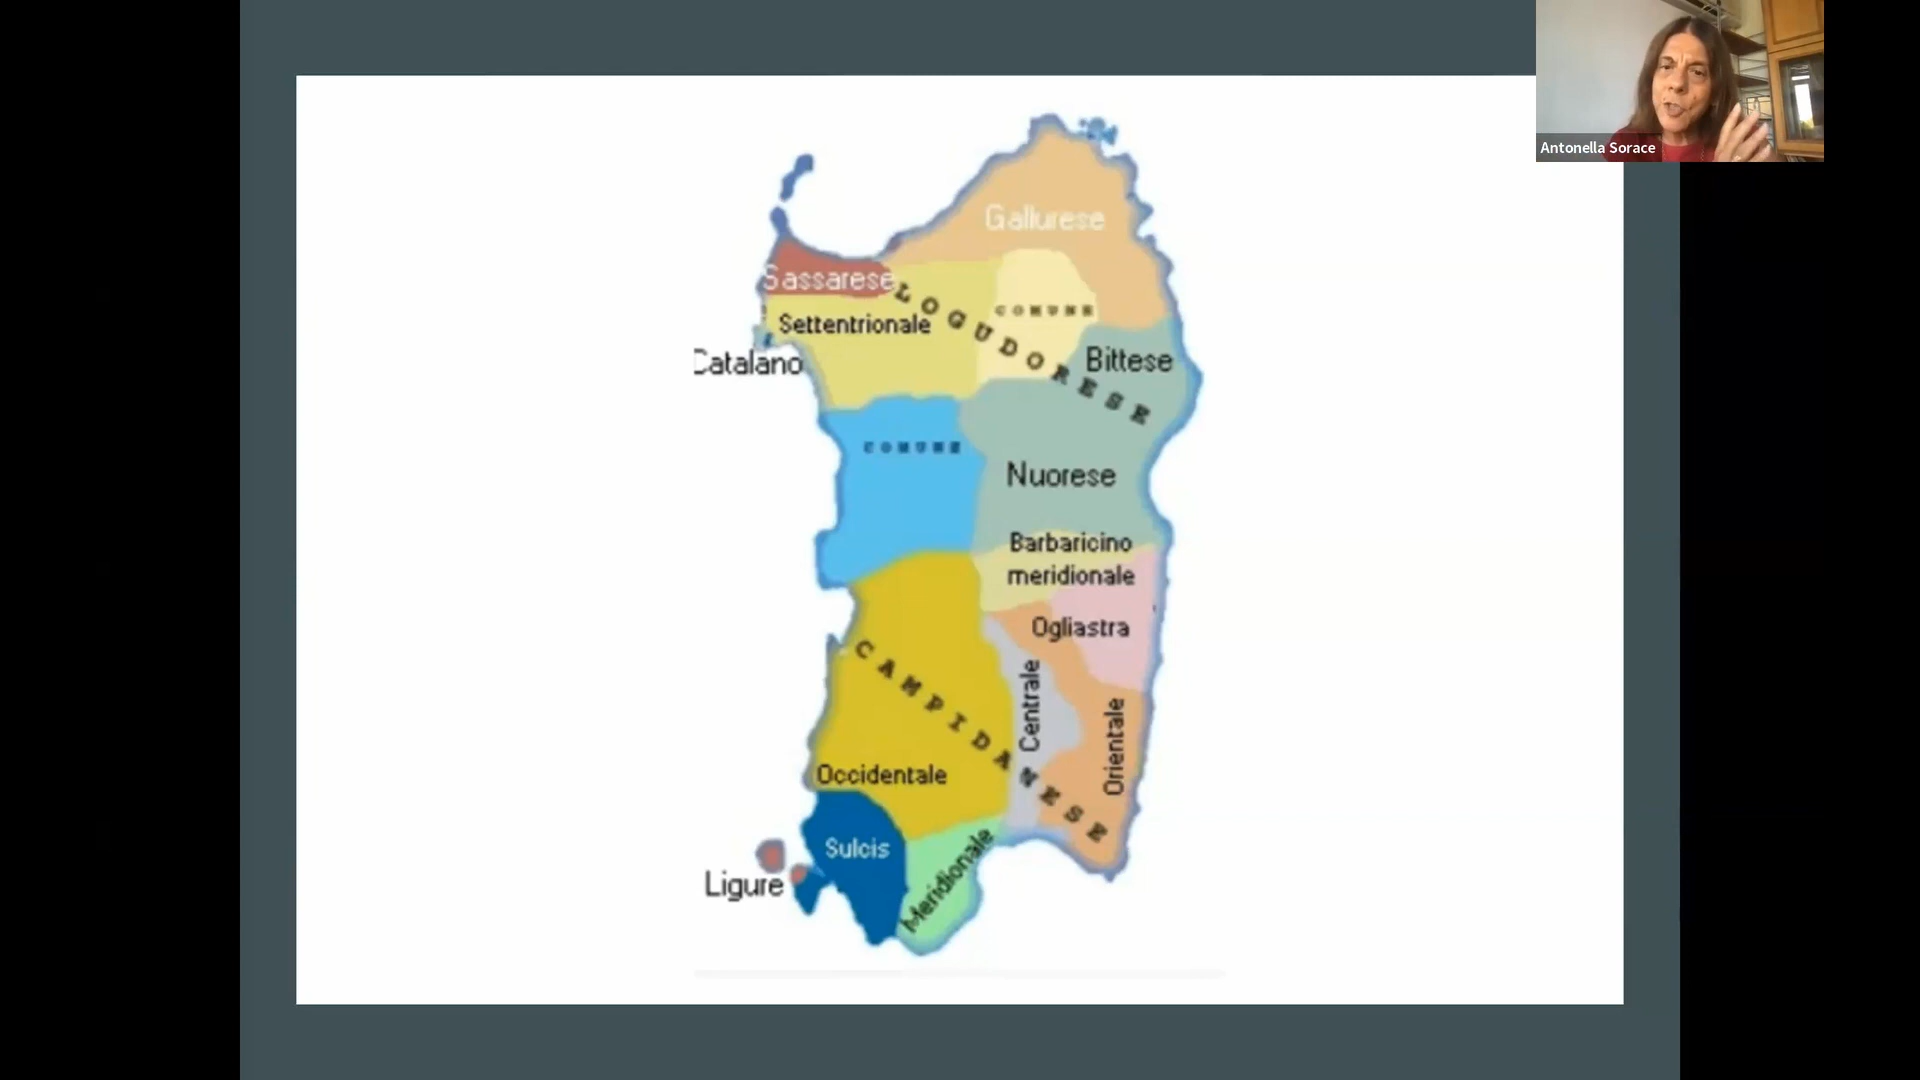 Antonella Sorace
Gallurese
Sassarese
LOGUDORESE
COMUNE
Settentrionale
Catalano
Bittese
COMUNE
Nuorese
Barbaricino
meridionale
Ogliastra
CAMPIDANESE
Centrale
Orientale
Occidentale
Sulcis
Meridionale
Ligure